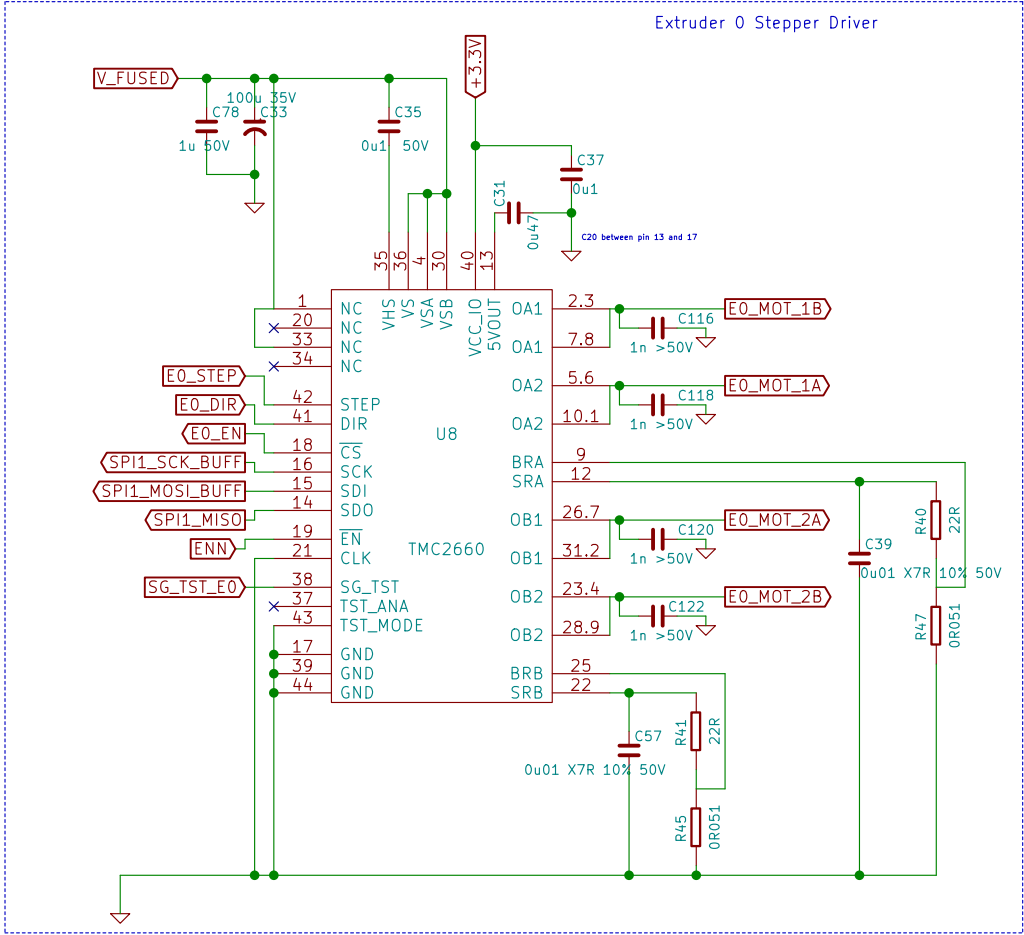 Extruder 0 Stepper Driver
+3.3V
V_FUSED
100u 35V
C78
C33
1u 50V
C35
0u1 50V
C37
0u1
C31
0u47
C20 between pin 13 and 17
35
36
4
30
40
13
VHS
VS
VSA
VSB
VCC_IO
5VOUT
1 NC
20 NC
33 NC
34 NC
E0_STEP
42 STEP
E0_DIR
41 DIR
E0_EN
18 CS
SPI1_SCK_BUFF
16 SCK
SPI1_MOSI_BUFF
15 SDI
SPI1_MISO
14 SDO
ENN
19 EN
21 CLK
SG_TST_E0
38 SG_TST
37 TST_ANA
43 TST_MODE
17 GND
39 GND
44 GND
U8
TMC2660
OA1 2.3
E0_MOT_1B
C116
1n >50V
OA1 7.8
OA2 5.6
E0_MOT_1A
C118
1n >50V
OA2 10.1
BRA 9
SRA 12
OB1 26.7
E0_MOT_2A
C120
1n >50V
OB1 31.2
OB2 23.4
E0_MOT_2B
C122
1n >50V
OB2 28.9
BRB 25
SRB 22
R40
22R
C39
0u01 X7R 10% 50V
R47
0R051
R41
22R
C57
0u01 X7R 10% 50V
R45
0R051